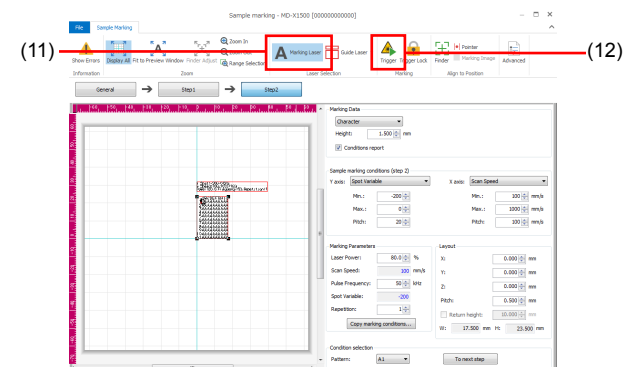 Sample marking - MD-X1500 [000000000000]
File Sample Marking
(11)
(12)
Show Errors Display All Fit to Preview Window Finder Adjust
Zoom In
Range Selection
Marking Laser Guide Laser
Trigger Trigger Lock Finder
Pointer
Marking Image
Advanced
Information Zoom Laser Selection Marking Align to Position
General → Step1 → Step2
Marking Data
Character
Height: 1.500 mm
Conditions report
Sample marking conditions (step 2)
Y axis: Spot Variable X axis: Scan Speed
Min.: -200 Min.: 100 mm/s
Max.: 0 Max.: 1000 mm/s
Pitch: 20 Pitch: 100 mm/s
Marking Parameters Layout
Laser Power: 80.0 % X: 0.000 mm
Scan Speed: 100 mm/s Y: 0.000 mm
Pulse Frequency: 50 kHz Z: 0.000 mm
Spot Variable: -200 Pitch: 0.500 mm
Repetition: 1 Return height: 10.000 mm
Copy marking conditions... W: 17.500 mm H: 23.500 mm
Condition selection
Pattern: A1 To next step